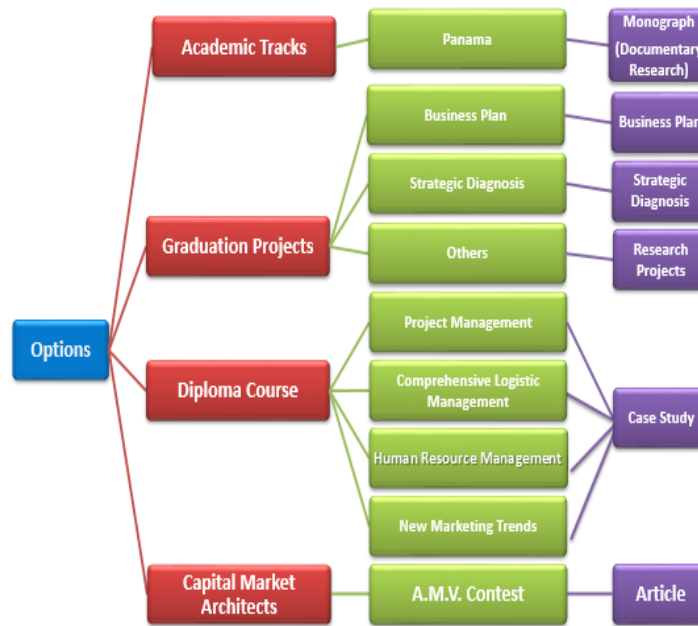 Academic Tracks
Panama
Monograph
(Documentary
Research)
Business Plan
Business Plan
Strategic Diagnosis
Strategic
Diagnosis
Graduation Projects
Others
Research
Projects
Options
Project Management
Diploma Course
Comprehensive Logistic
Management
Case Study
Human Resource Management
New Marketing Trends
Capital Market
Architects
A.M.V. Contest
Article